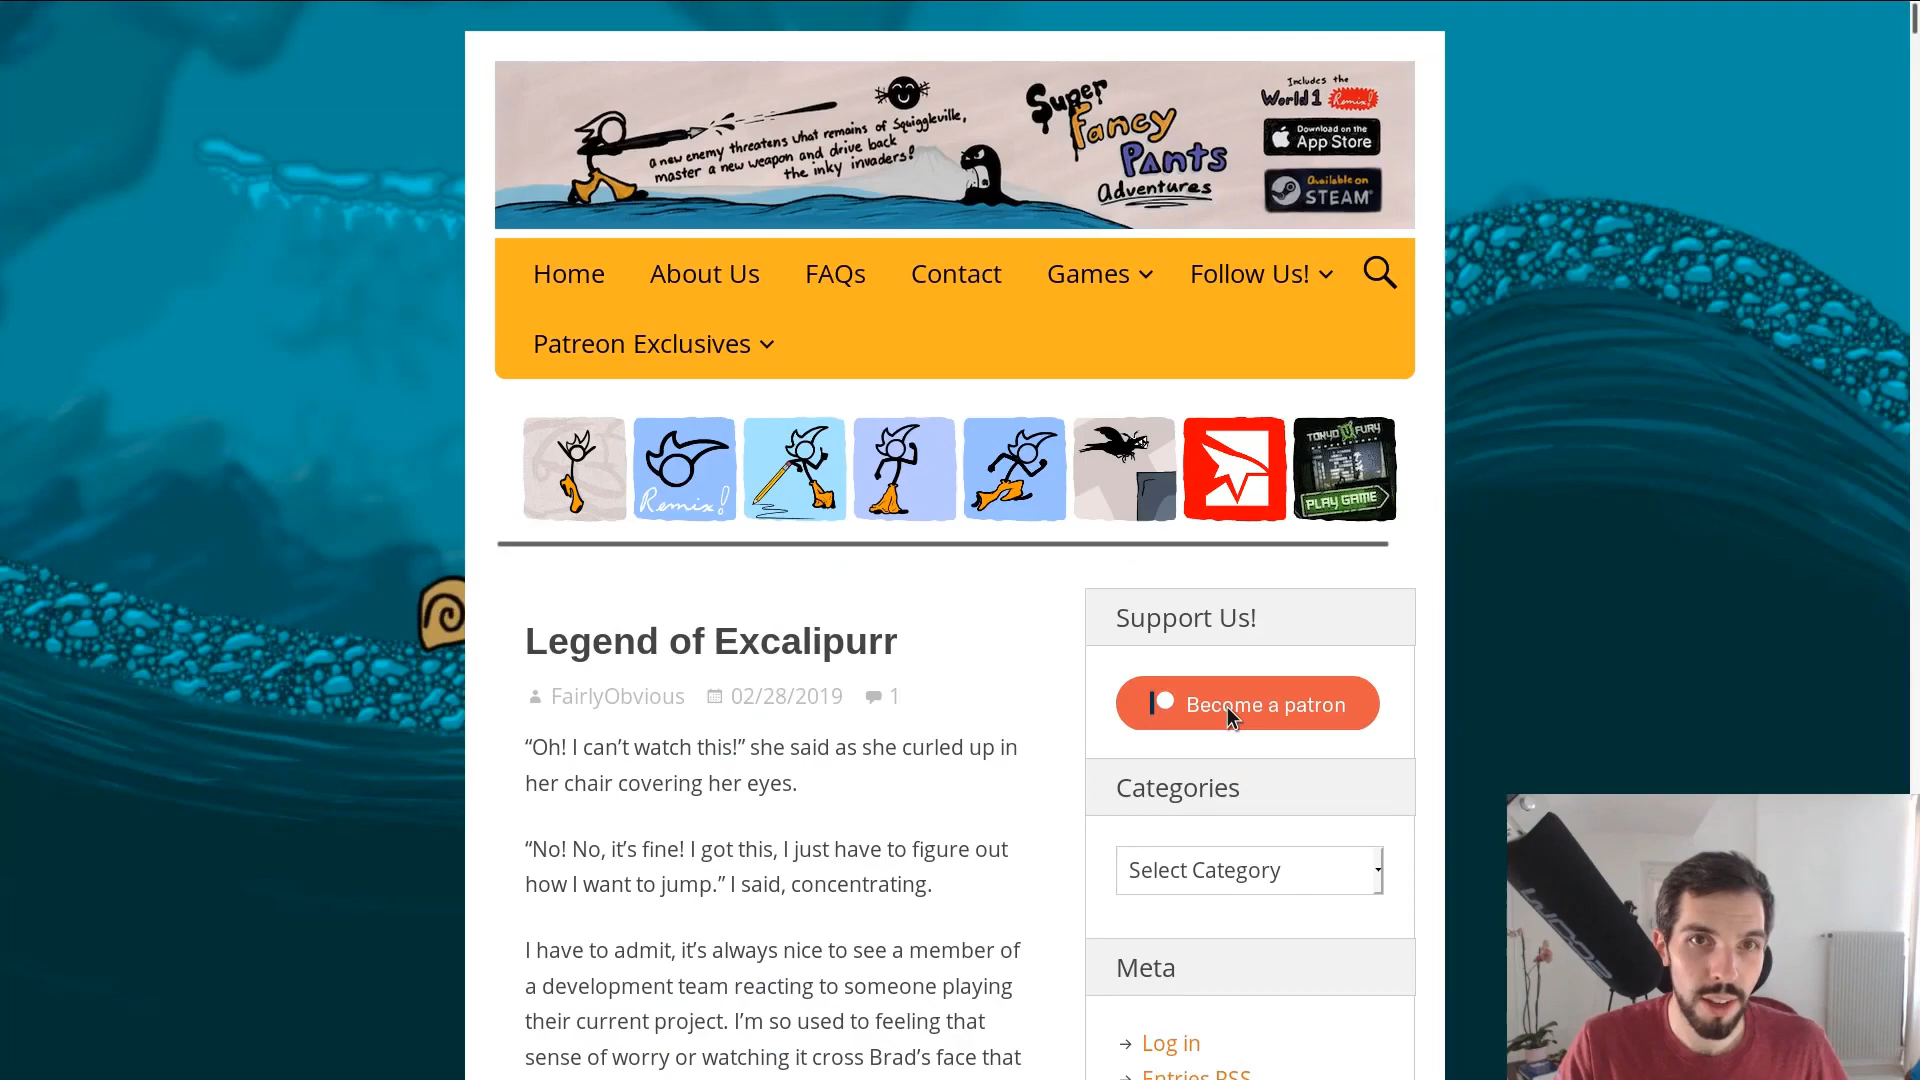 a new enemy threatens what remains of Squiggleville,
master a new weapon and drive back
the inky invaders!
Super
Fancy
Pants
Adventures
Includes the
World 1 Remix!
Download on the
App Store
Available on
STEAM
Home
About Us
FAQs
Contact
Games
Follow Us!
Patreon Exclusives
Remix!
TOKYO FURY
PLAY GAME
Legend of Excalipurr
FairlyObvious 02/28/2019 1
“Oh! I can’t watch this!” she said as she curled up in
her chair covering her eyes.
“No! No, it’s fine! I got this, I just have to figure out
how I want to jump.” I said, concentrating.
I have to admit, it’s always nice to see a member of
a development team reacting to someone playing
their current project. I’m so used to feeling that
sense of worry or watching it cross Brad’s face that
Support Us!
Become a patron
Categories
Select Category
Meta
Log in
Entries RSS